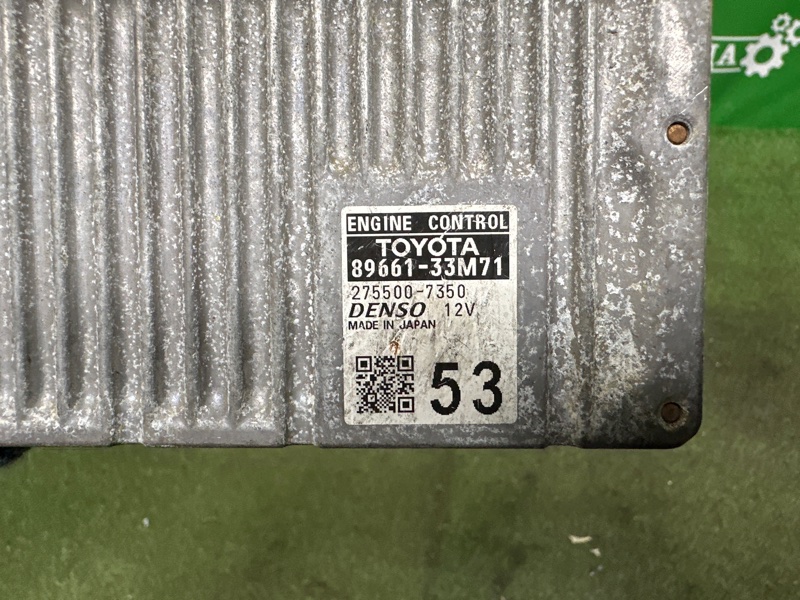 ENGINE CONTROL
TOYOTA
89661-33M71
275500-7350
DENSO 12V
MADE IN JAPAN
53